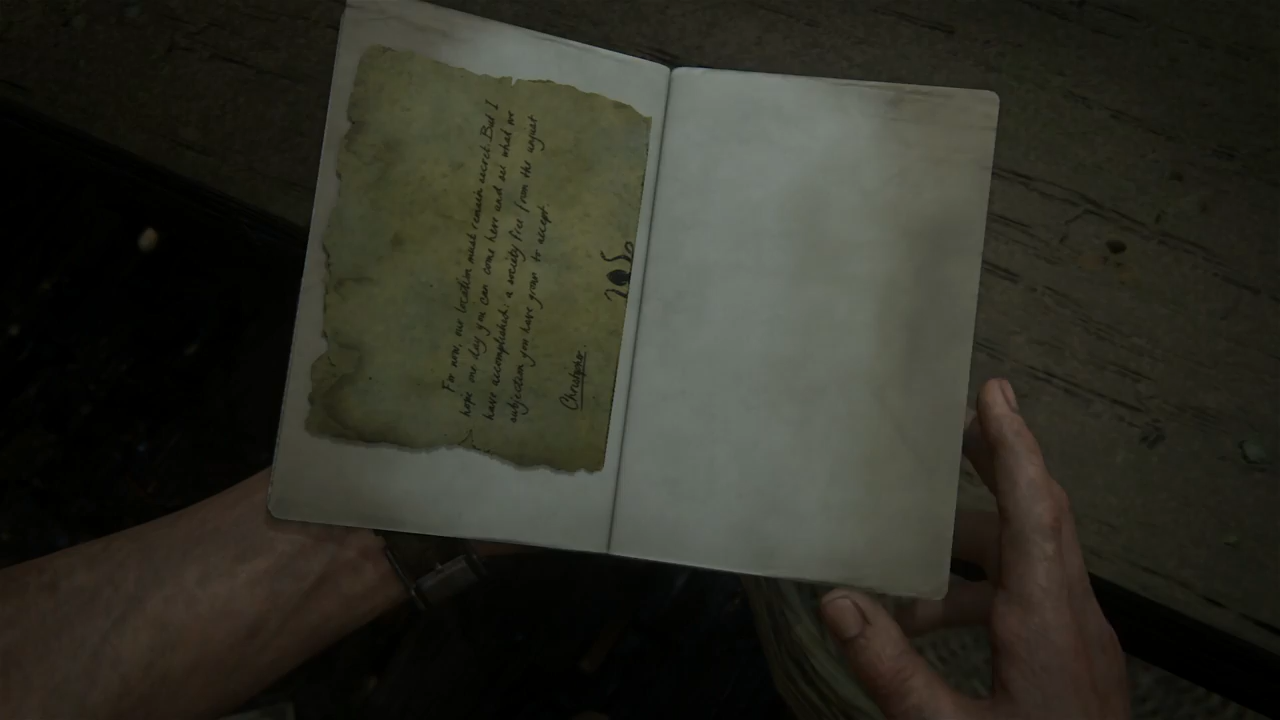 For now, our location must remain secret. But I
hope one day you can come here and see what we
have accomplished: a society free from the unjust
subjection you have grown to accept.
Christopher.